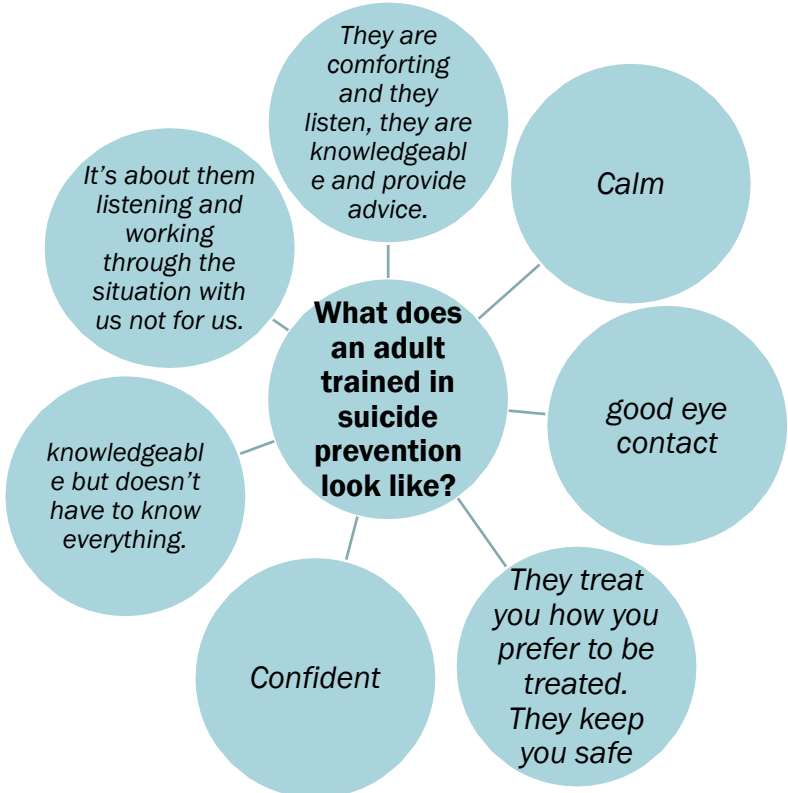 They are
comforting
and they
listen, they are
knowledgeabl
e and provide
advice.
Calm
good eye
contact
They treat
you how you
prefer to be
treated.
They keep
you safe
Confident
knowledgeabl
e but doesn't
have to know
everything.
It's about them
listening and
working
through the
situation with
us not for us.
What does
an adult
trained in
suicide
prevention
look like?